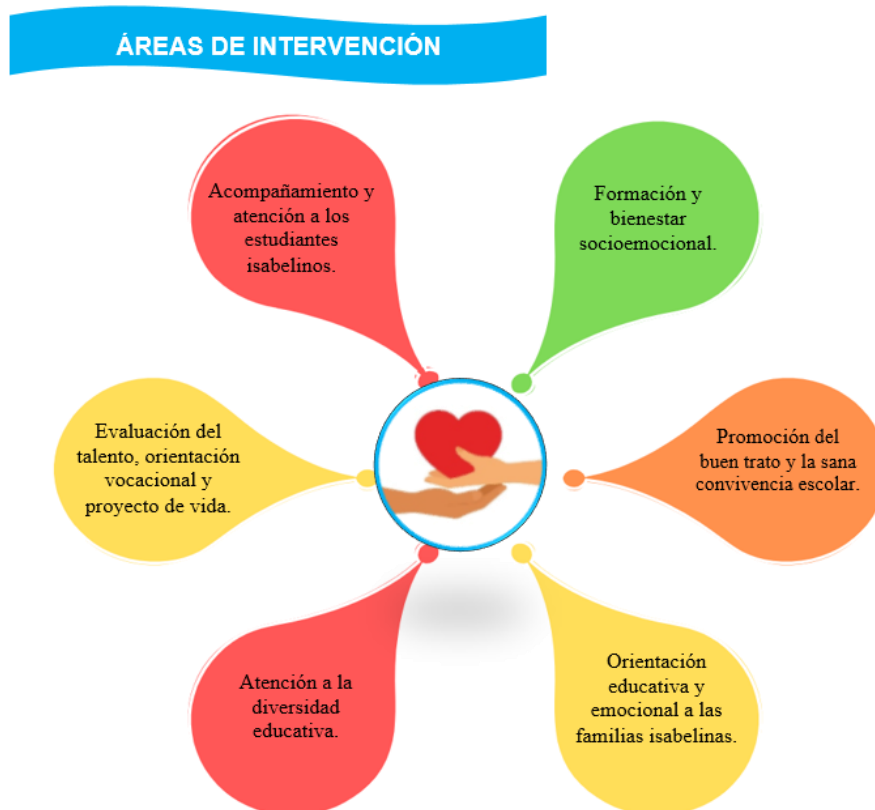 ÁREAS DE INTERVENCIÓN
Acompañamiento y
atención a los
estudiantes
isabelinos.
Formación y
bienestar
socioemocional.
Evaluación del
talento, orientación
vocacional y
proyecto de vida.
Promoción del
buen trato y la sana
convivencia escolar.
Atención a la
diversidad
educativa.
Orientación
educativa y
emocional a las
familias isabelinas.